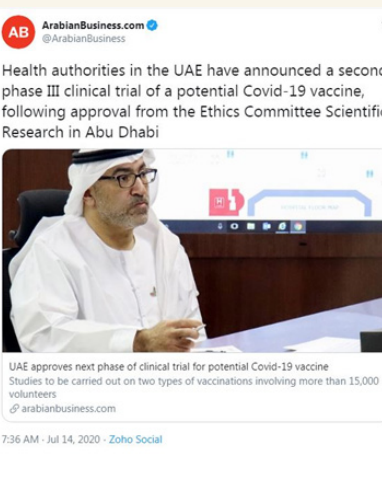 AB
ArabianBusiness.com
@ArabianBusiness
Health authorities in the UAE have announced a second
phase III clinical trial of a potential Covid-19 vaccine,
following approval from the Ethics Committee Scientific
Research in Abu Dhabi
UAE approves next phase of clinical trial for potential Covid-19 vaccine
Studies to be carried out on two types of vaccinations involving more than 15,000
volunteers
arabianbusiness.com
7:36 AM · Jul 14, 2020 · Zoho Social